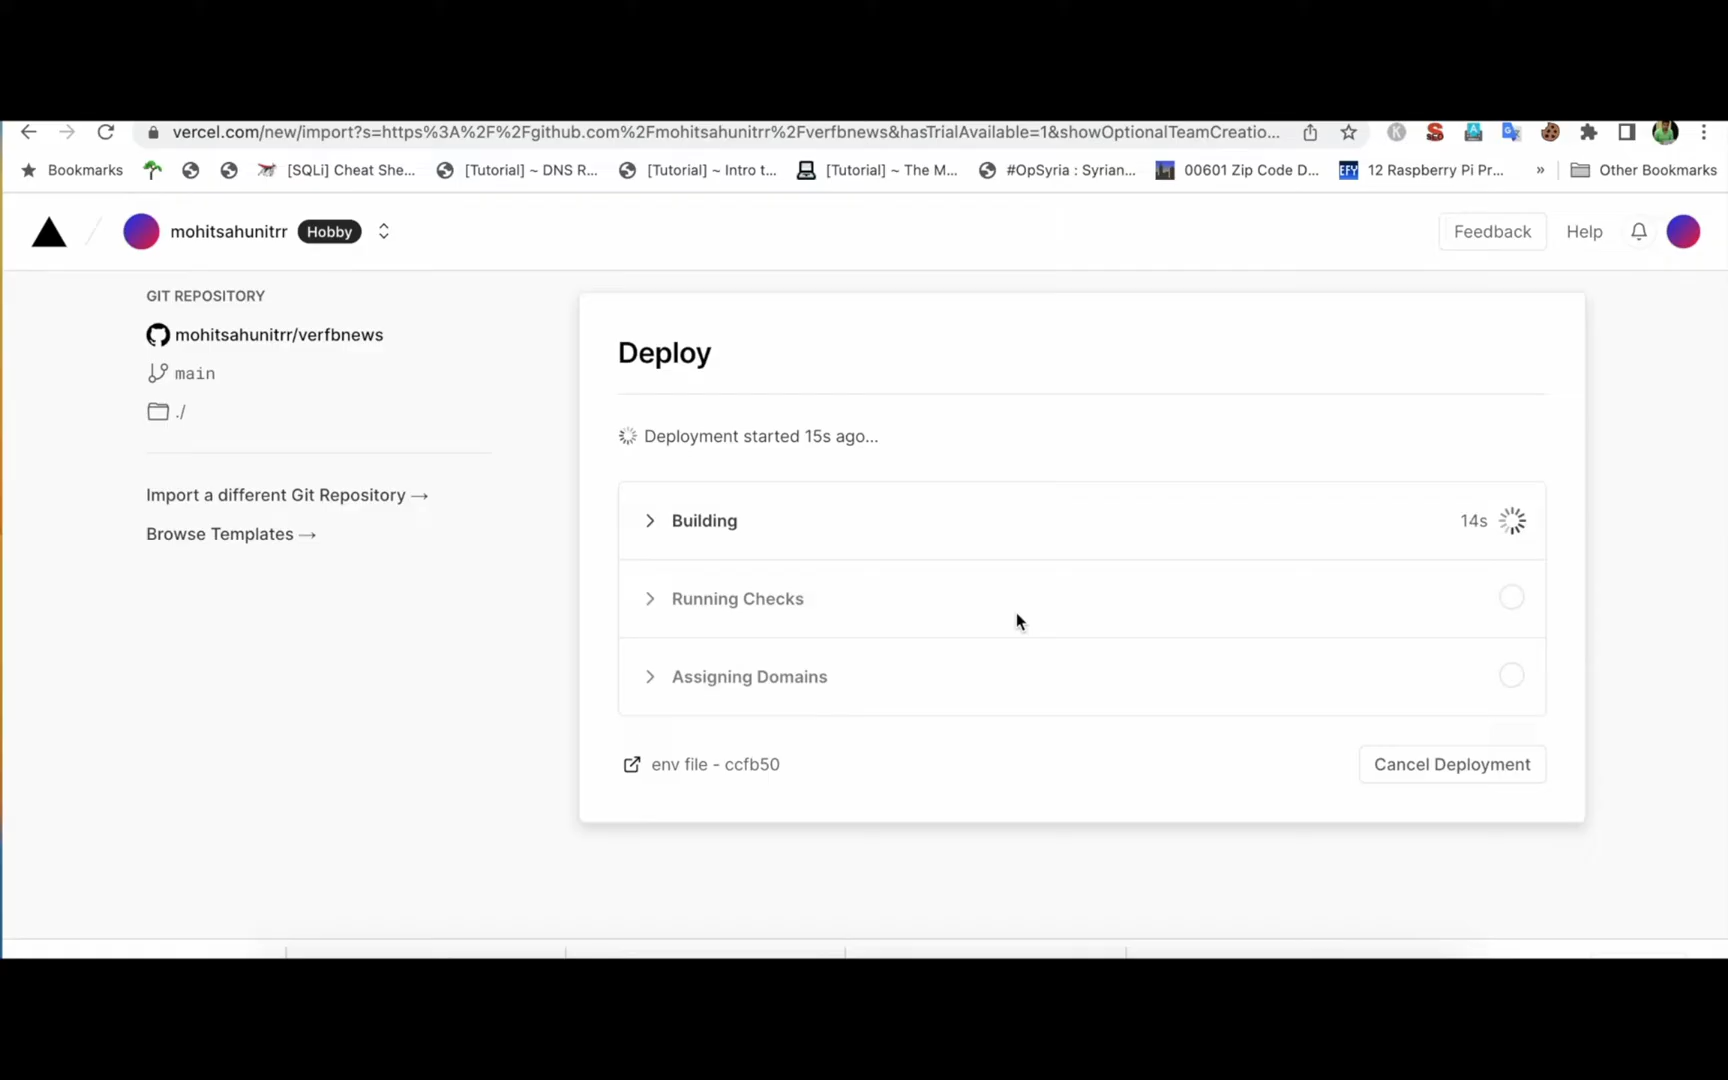 vercel.com/new/import?s=https%3A%2F%2Fgithub.com%2Fmohitsahunitrr%2Fverfbnews&hasTrialAvailable=1&showOptionalTeamCreatio...
Bookmarks [SQLi] Cheat She... [Tutorial] ~ DNS R... [Tutorial] ~ Intro t... [Tutorial] ~ The M... #OpSyria : Syrian... 00601 Zip Code D... EFY 12 Raspberry Pi Pr... » Other Bookmarks
mohitsahunitrr Hobby Feedback Help
GIT REPOSITORY
mohitsahunitrr/verfbnews
main
./
Import a different Git Repository →
Browse Templates →
Deploy
Deployment started 15s ago...
Building 14s
Running Checks
Assigning Domains
env file - ccfb50 Cancel Deployment